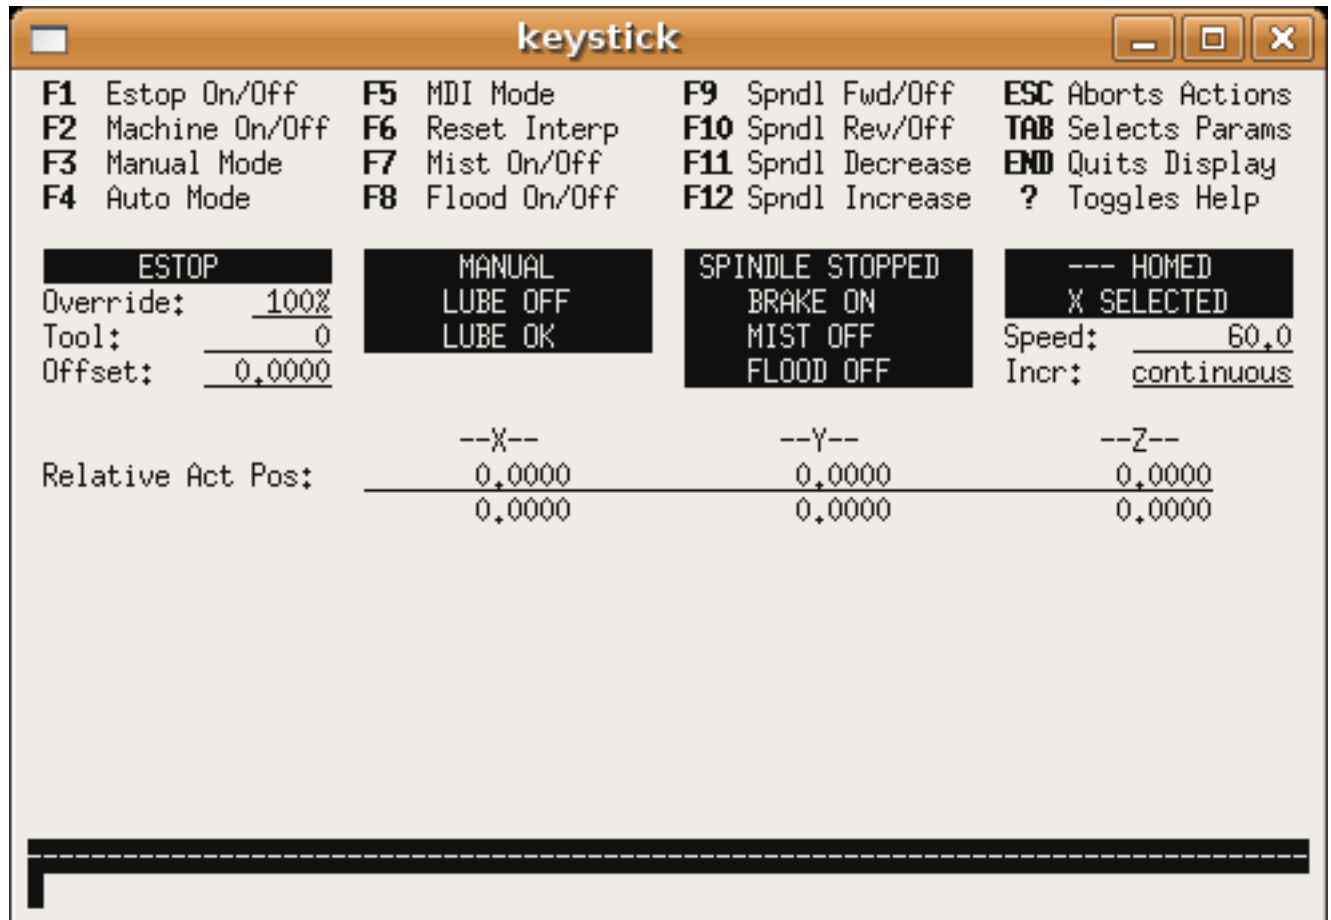 keystick
F1 Estop On/Off F5 MDI Mode F9 Spndl Fwd/Off ESC Aborts Actions
F2 Machine On/Off F6 Reset Interp F10 Spndl Rev/Off TAB Selects Params
F3 Manual Mode F7 Mist On/Off F11 Spndl Decrease END Quits Display
F4 Auto Mode F8 Flood On/Off F12 Spndl Increase ? Toggles Help
ESTOP MANUAL SPINDLE STOPPED --- HOMED
Override: 100% LUBE OFF BRAKE ON X SELECTED
Tool: 0 LUBE OK MIST OFF Speed: 60.0
Offset: 0.0000 FLOOD OFF Incr: continuous
--X-- --Y-- --Z--
Relative Act Pos: 0.0000 0.0000 0.0000
0.0000 0.0000 0.0000
--------------------------------------------------------------------------------